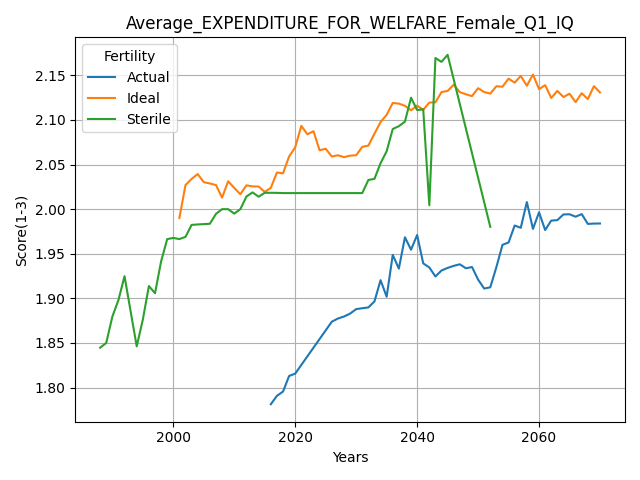 Average_EXPENDITURE_FOR_WELFARE_Female_Q1_IQ
Fertility
Actual
Ideal
Sterile
Score(1-3)
2.15
2.10
2.05
2.00
1.95
1.90
1.85
1.80
2000
2020
2040
2060
Years